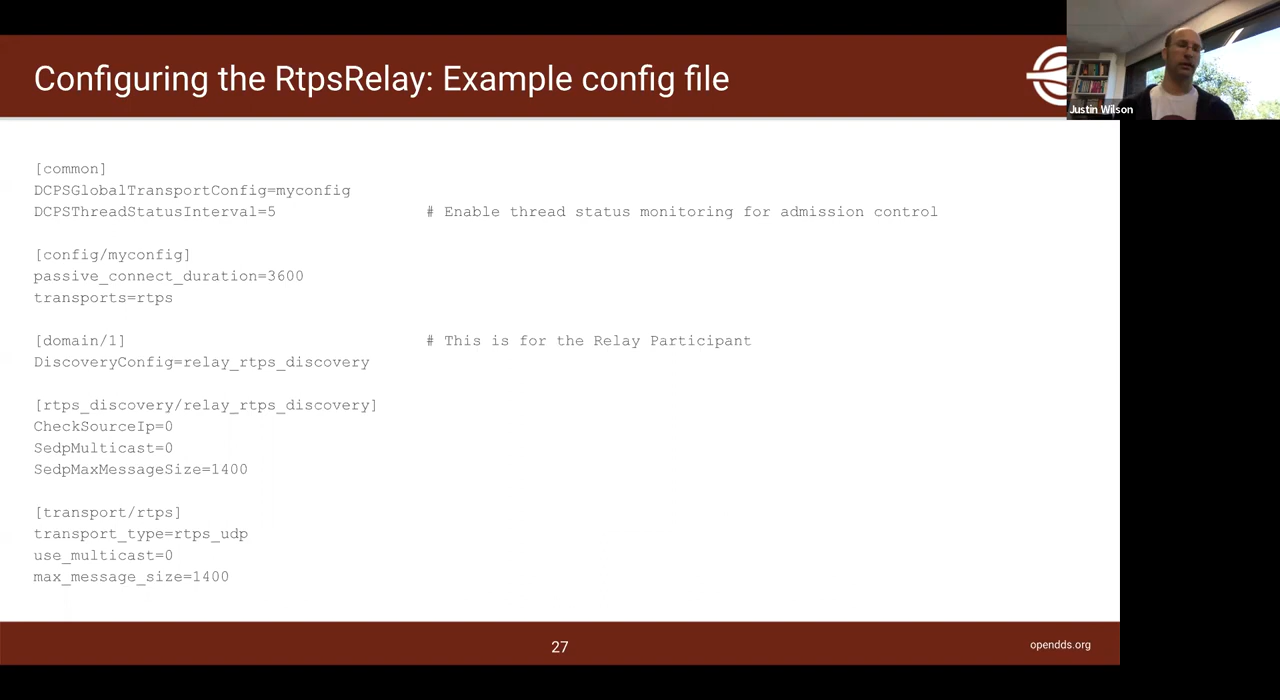 Configuring the RtpsRelay: Example config file
Justin Wilson
[common]
DCPSGlobalTransportConfig=myconfig
DCPSThreadStatusInterval=5 # Enable thread status monitoring for admission control
[config/myconfig]
passive_connect_duration=3600
transports=rtps
[domain/1] # This is for the Relay Participant
DiscoveryConfig=relay_rtps_discovery
[rtps_discovery/relay_rtps_discovery]
CheckSourceIp=0
SedpMulticast=0
SedpMaxMessageSize=1400
[transport/rtps]
transport_type=rtps_udp
use_multicast=0
max_message_size=1400
27
opendds.org